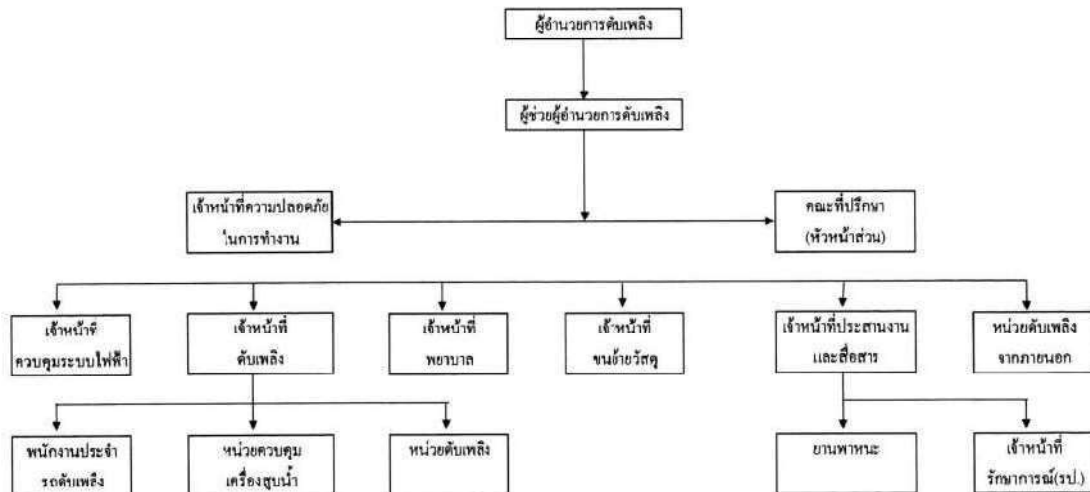 ผู้อำนวยการดับเพลิง
ผู้ช่วยผู้อำนวยการดับเพลิง
เจ้าหน้าที่ความปลอดภัย
ในการทำงาน
คณะที่ปรึกษา
(หัวหน้าส่วน)
เจ้าหน้าที่
ควบคุมระบบไฟฟ้า
เจ้าหน้าที่
ดับเพลิง
เจ้าหน้าที่
พยาบาล
เจ้าหน้าที่
ขนย้ายวัสดุ
เจ้าหน้าที่ประสานงาน
และสื่อสาร
หน่วยดับเพลิง
จากภายนอก
พนักงานประจำ
รถดับเพลิง
หน่วยควบคุม
เครื่องสูบน้ำ
หน่วยดับเพลิง
ยานพาหนะ
เจ้าหน้าที่
รักษาการณ์(รป.)